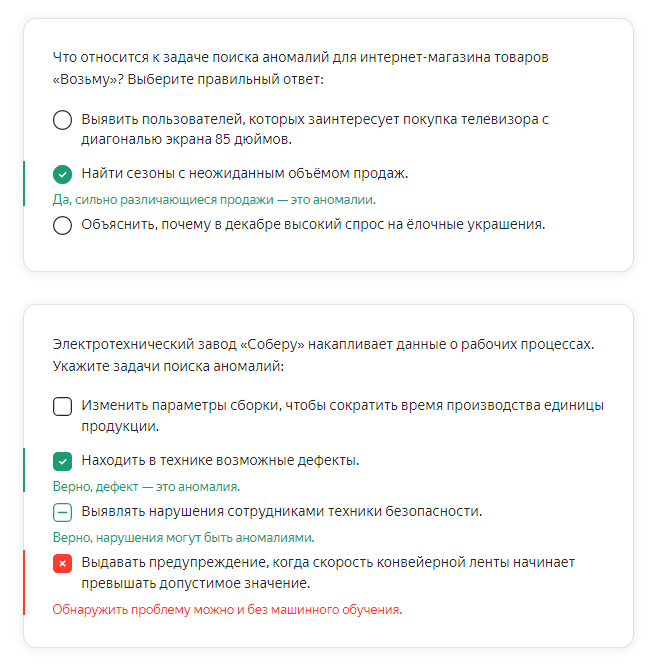 Что относится к задаче поиска аномалий для интернет-магазина товаров
«Возьму»? Выберите правильный ответ:
Выявить пользователей, которых заинтересует покупка телевизора с
диагональю экрана 85 дюймов.
Найти сезоны с неожиданным объёмом продаж.
Да, сильно различающиеся продажи — это аномалии.
Объяснить, почему в декабре высокий спрос на ёлочные украшения.
Электротехнический завод «Соберу» накапливает данные о рабочих процессах.
Укажите задачи поиска аномалий:
Изменить параметры сборки, чтобы сократить время производства единицы
продукции.
Находить в технике возможные дефекты.
Верно, дефект — это аномалия.
Выявлять нарушения сотрудниками техники безопасности.
Верно, нарушения могут быть аномалиями.
Выдавать предупреждение, когда скорость конвейерной ленты начинает
превышать допустимое значение.
Обнаружить проблему можно и без машинного обучения.